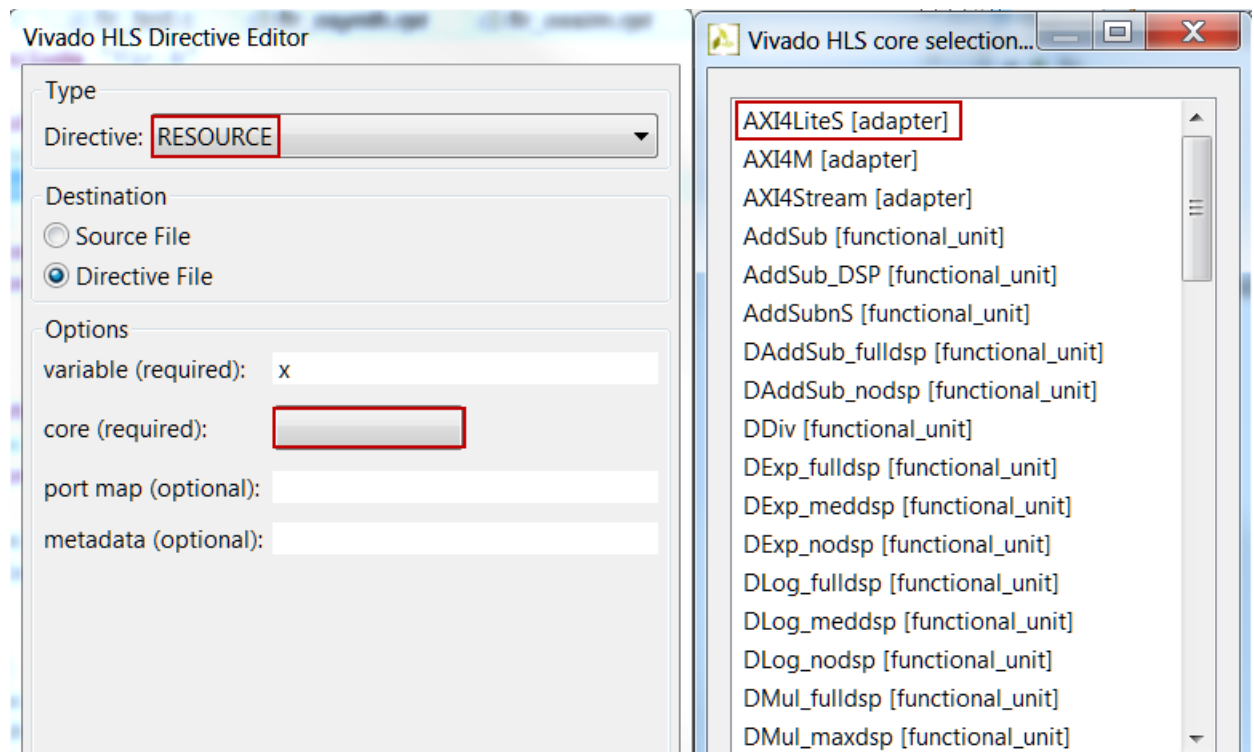 Vivado HLS Directive Editor
Type
Directive: RESOURCE
Destination
Source File
Directive File
Options
variable (required): x
core (required):
port map (optional):
metadata (optional):
Vivado HLS core selection...
AXI4LiteS [adapter]
AXI4M [adapter]
AXI4Stream [adapter]
AddSub [functional_unit]
AddSub_DSP [functional_unit]
AddSubnS [functional_unit]
DAddSub_fulldsp [functional_unit]
DAddSub_nodsp [functional_unit]
DDiv [functional_unit]
DExp_fulldsp [functional_unit]
DExp_meddsp [functional_unit]
DExp_nodsp [functional_unit]
DLog_fulldsp [functional_unit]
DLog_meddsp [functional_unit]
DLog_nodsp [functional_unit]
DMul_fulldsp [functional_unit]
DMul_maxdsp [functional_unit]